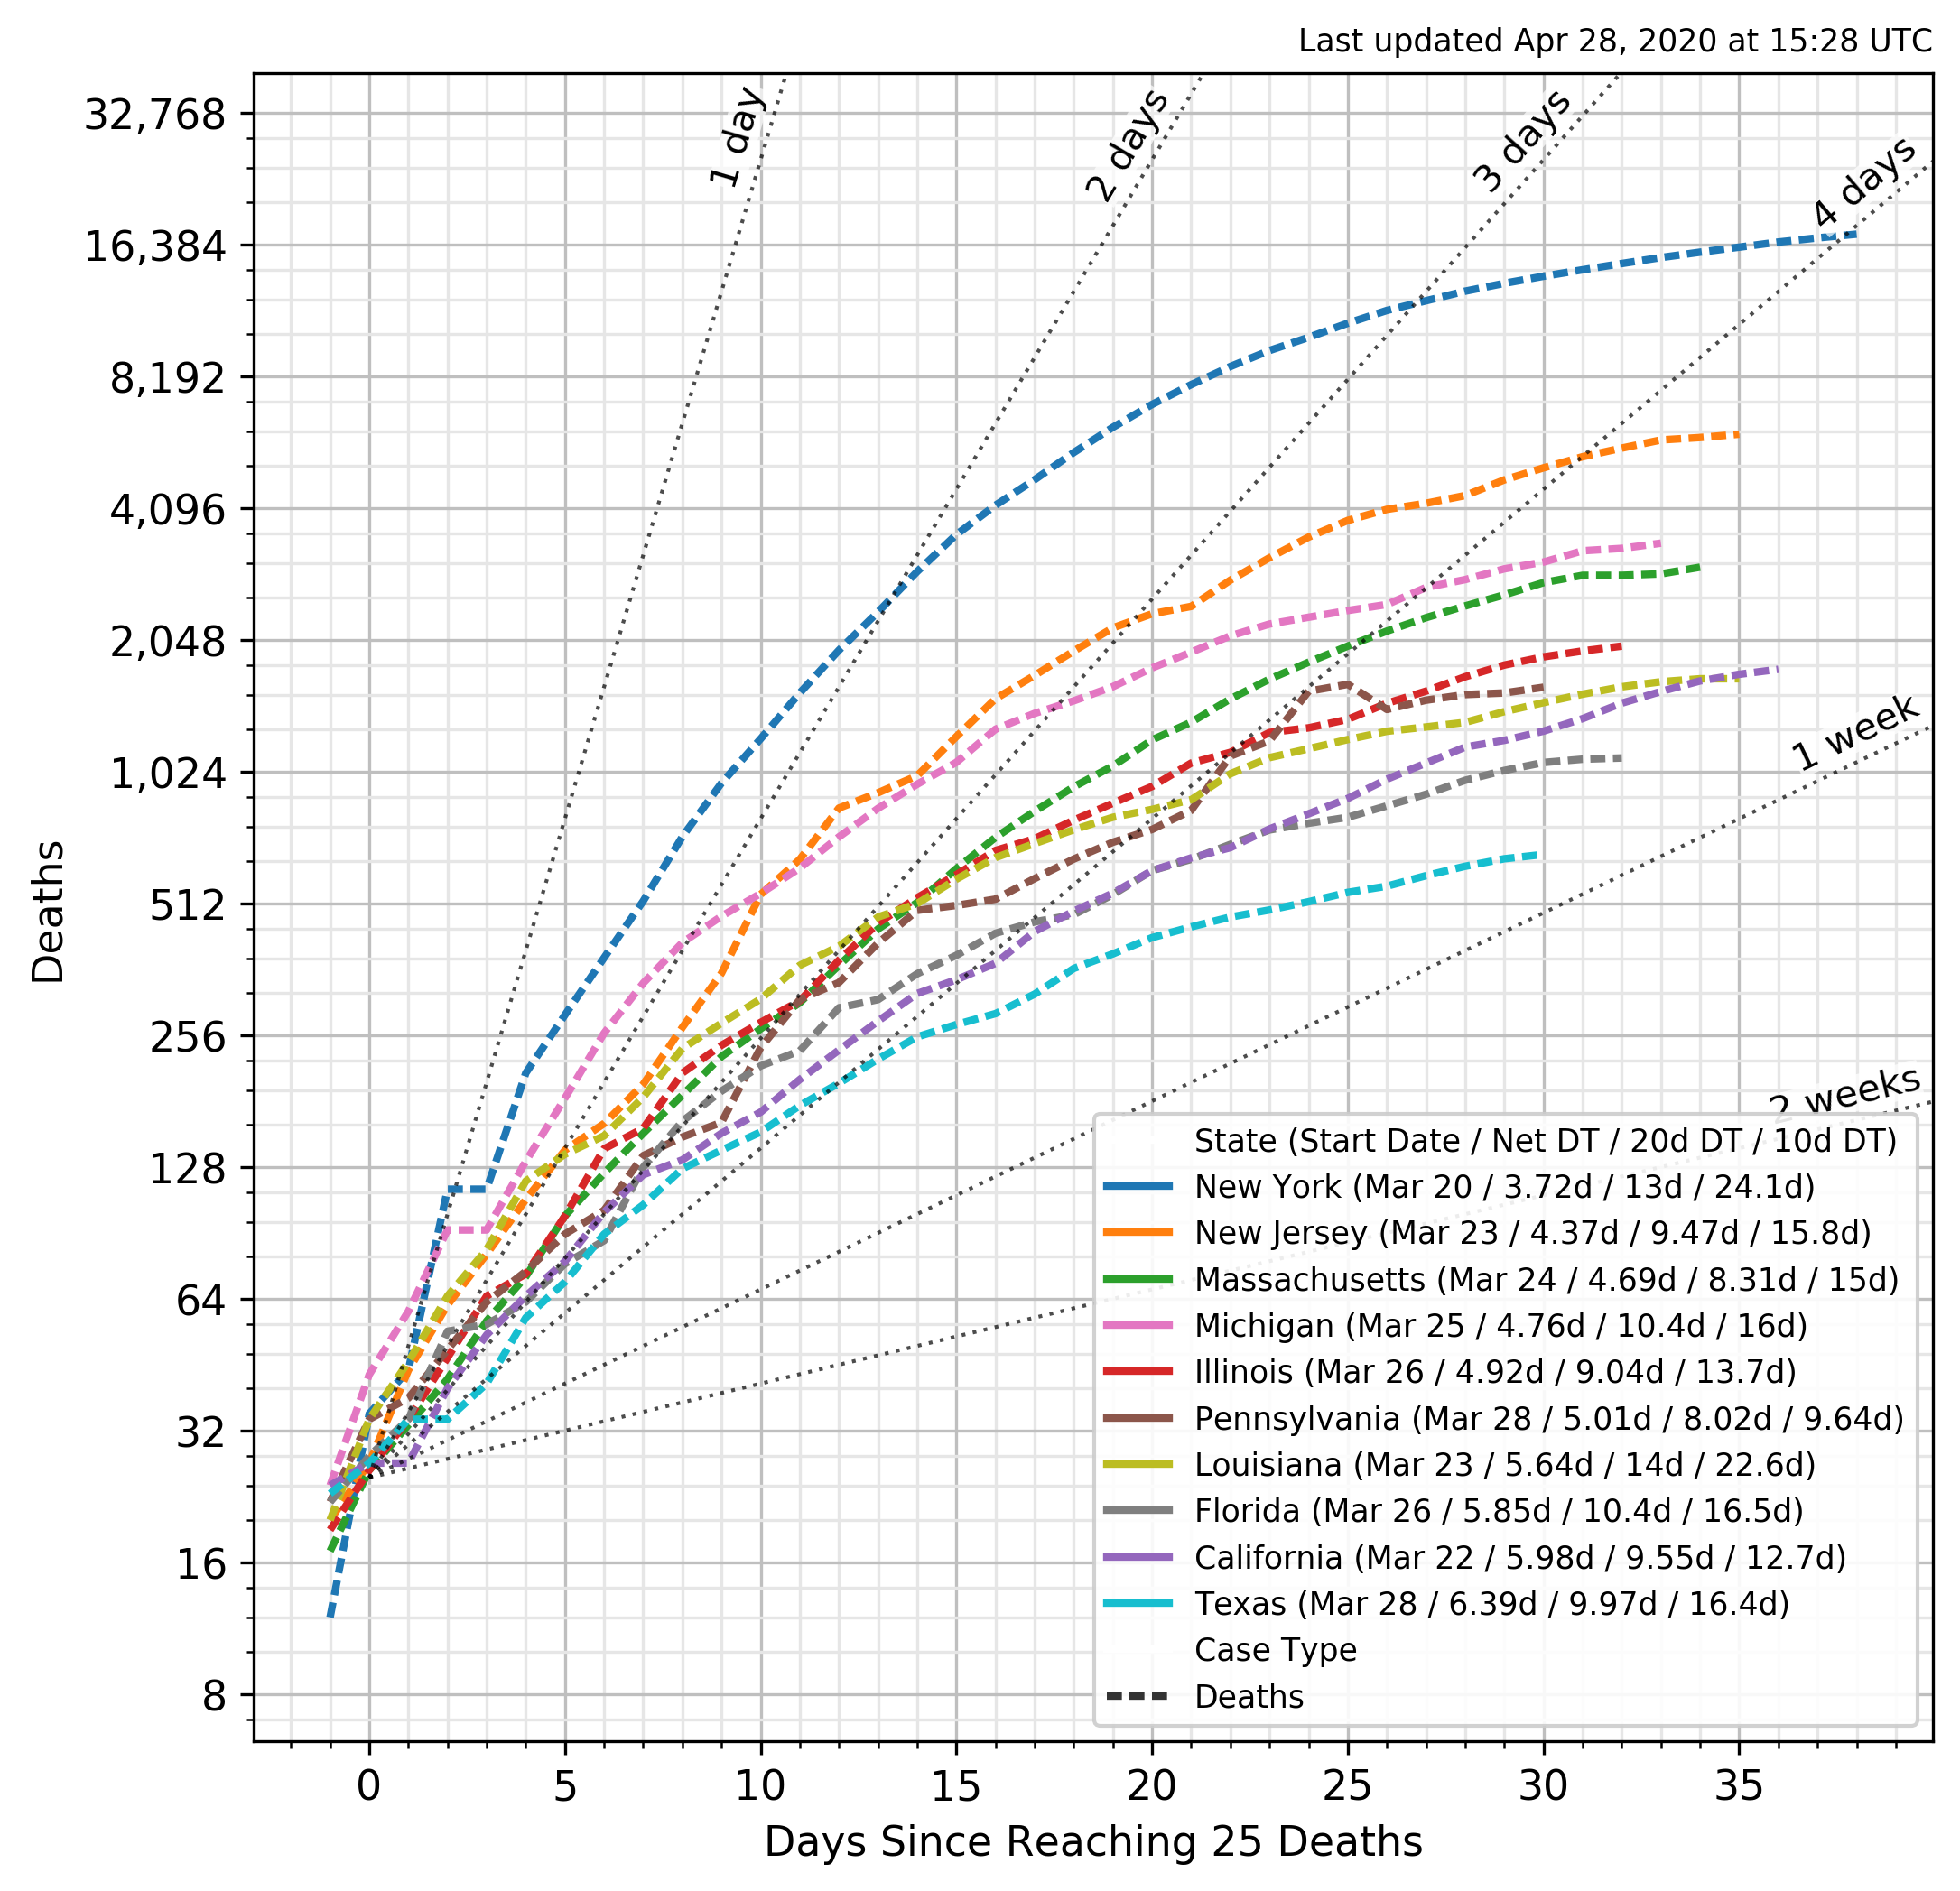 Last updated Apr 28, 2020 at 15:28 UTC
32,768
16,384
8,192
4,096
2,048
1,024
512
256
128
64
32
16
8
Deaths
1 day
2 days
3 days
4 days
1 week
2 weeks
State (Start Date / Net DT / 20d DT / 10d DT)
New York (Mar 20 / 3.72d / 13d / 24.1d)
New Jersey (Mar 23 / 4.37d / 9.47d / 15.8d)
Massachusetts (Mar 24 / 4.69d / 8.31d / 15d)
Michigan (Mar 25 / 4.76d / 10.4d / 16d)
Illinois (Mar 26 / 4.92d / 9.04d / 13.7d)
Pennsylvania (Mar 28 / 5.01d / 8.02d / 9.64d)
Louisiana (Mar 23 / 5.64d / 14d / 22.6d)
Florida (Mar 26 / 5.85d / 10.4d / 16.5d)
California (Mar 22 / 5.98d / 9.55d / 12.7d)
Texas (Mar 28 / 6.39d / 9.97d / 16.4d)
Case Type
Deaths
0 5 10 15 20 25 30 35
Days Since Reaching 25 Deaths